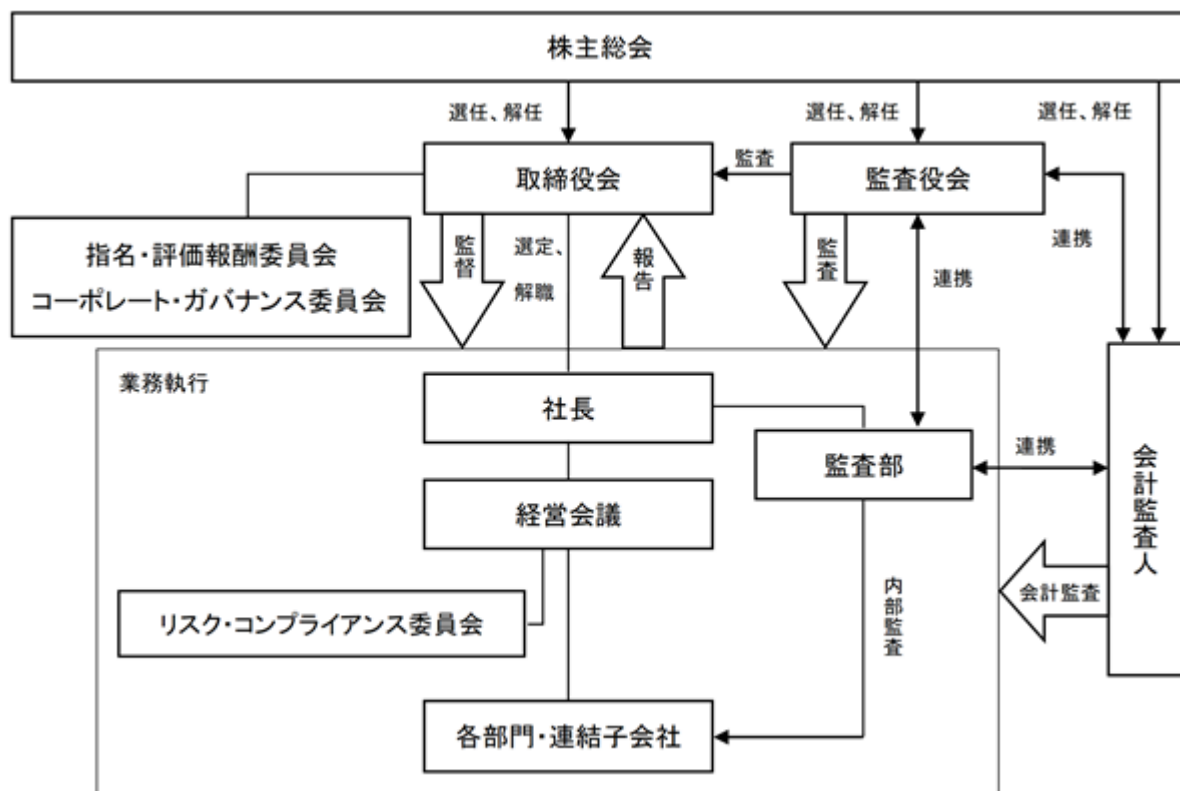 株主総会
選任、解任
選任、解任
選任、解任
取締役会
監査
監査役会
指名・評価報酬委員会
コーポレート・ガバナンス委員会
監督
選定、
解職
報告
監査
連携
連携
業務執行
社長
監査部
連携
会計監査人
経営会議
リスク・コンプライアンス委員会
内部監査
会計監査
各部門・連結子会社